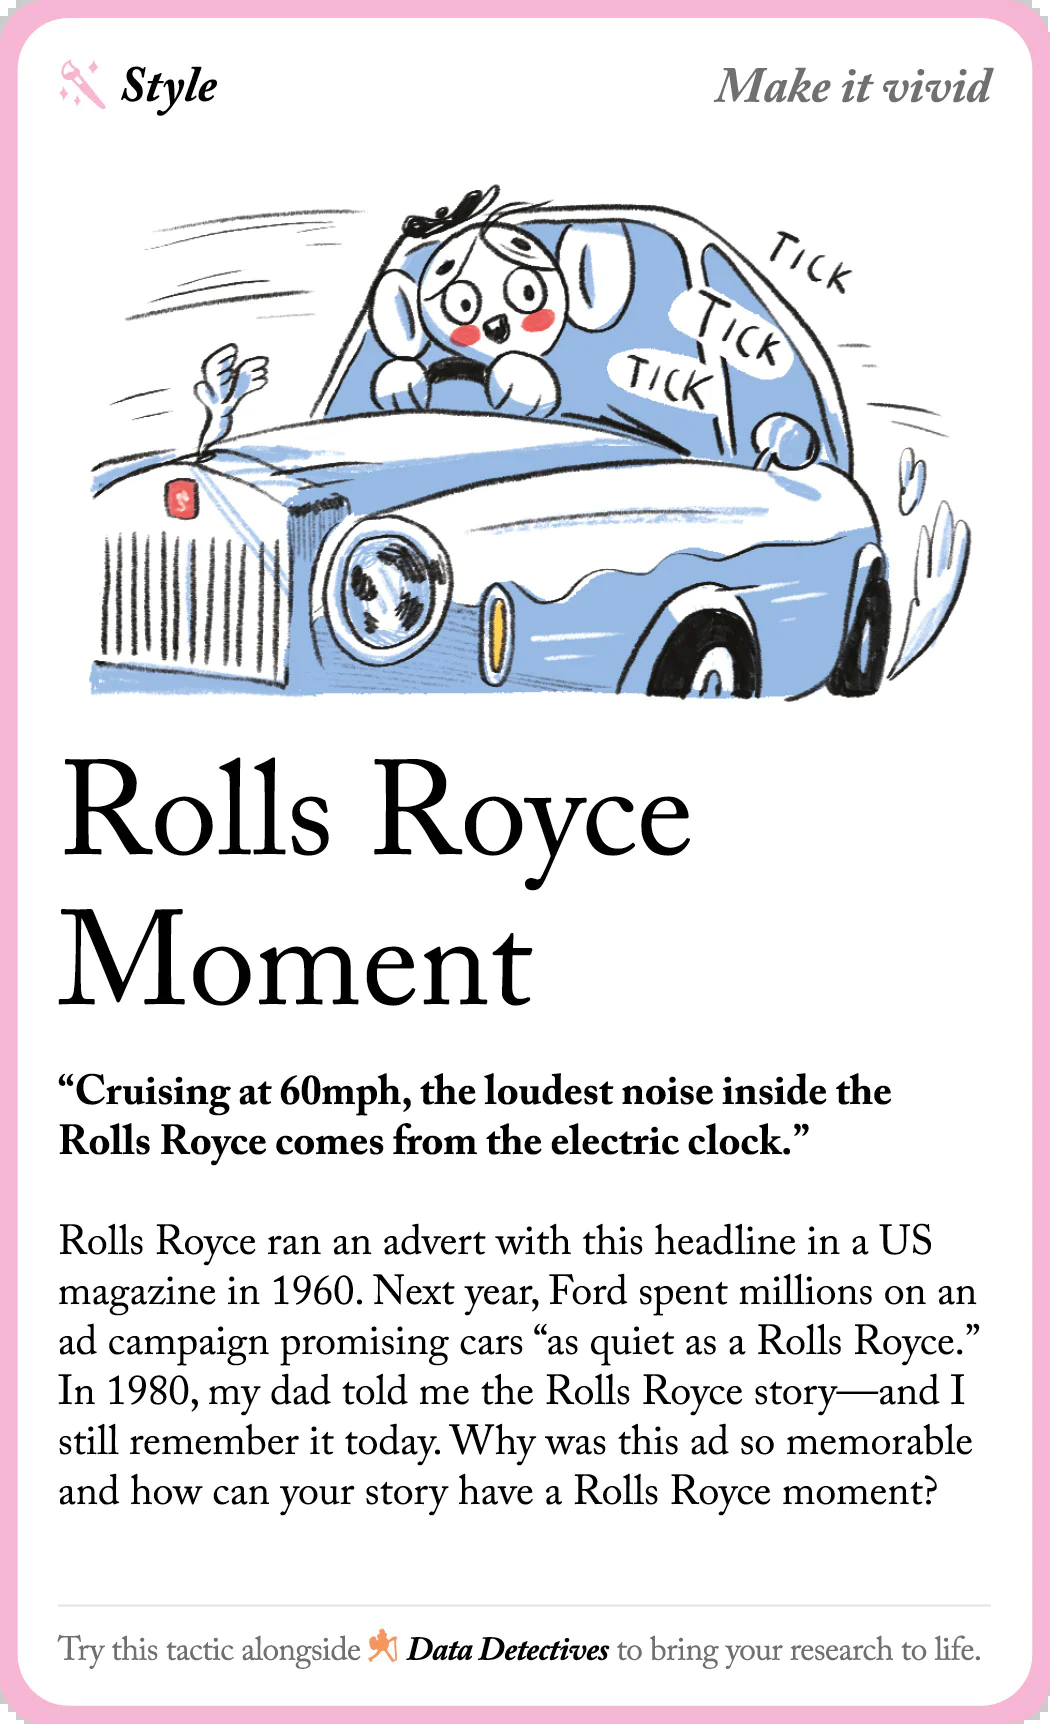 Style
Make it vivid
TICK
TICK
TICK
S
Rolls Royce
Moment
“Cruising at 60mph, the loudest noise inside the
Rolls Royce comes from the electric clock.”
Rolls Royce ran an advert with this headline in a US
magazine in 1960. Next year, Ford spent millions on an
ad campaign promising cars “as quiet as a Rolls Royce.”
In 1980, my dad told me the Rolls Royce story—and I
still remember it today. Why was this ad so memorable
and how can your story have a Rolls Royce moment?
Try this tactic alongside Data Detectives to bring your research to life.